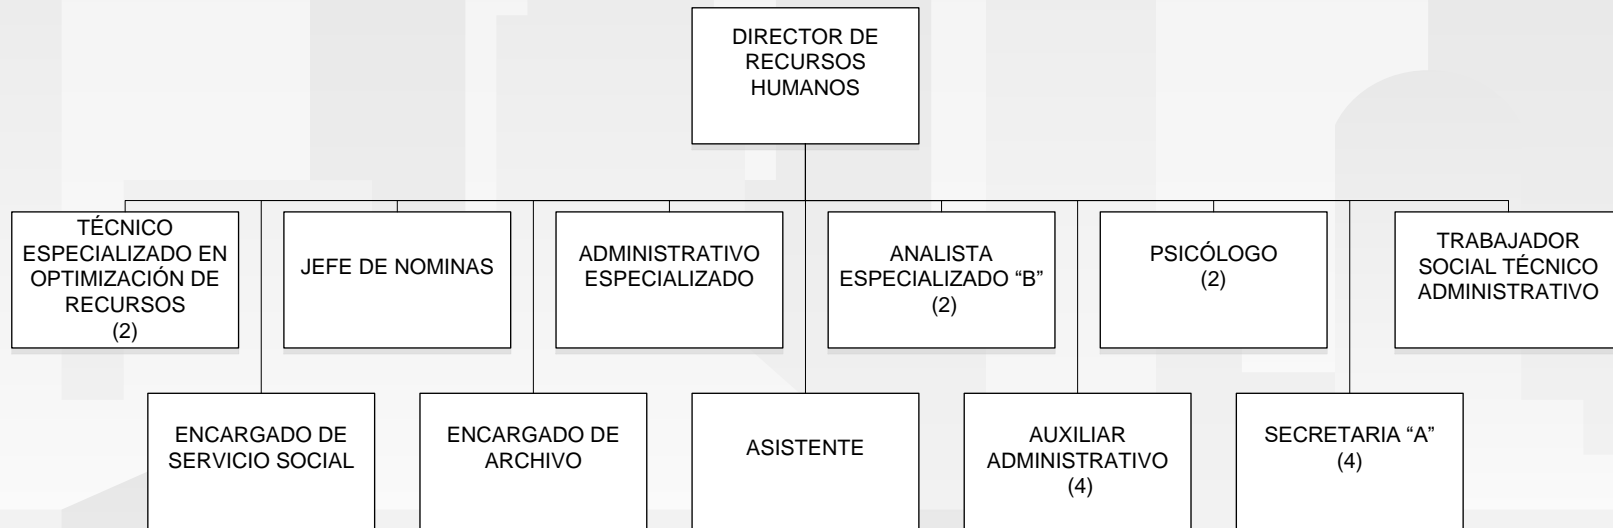 DIRECTOR DE
RECURSOS
HUMANOS
TÉCNICO
ESPECIALIZADO EN
OPTIMIZACIÓN DE
RECURSOS
(2)
JEFE DE NOMINAS
ADMINISTRATIVO
ESPECIALIZADO
ANALISTA
ESPECIALIZADO “B”
(2)
PSICÓLOGO
(2)
TRABAJADOR
SOCIAL TÉCNICO
ADMINISTRATIVO
ENCARGADO DE
SERVICIO SOCIAL
ENCARGADO DE
ARCHIVO
ASISTENTE
AUXILIAR
ADMINISTRATIVO
(4)
SECRETARIA “A”
(4)